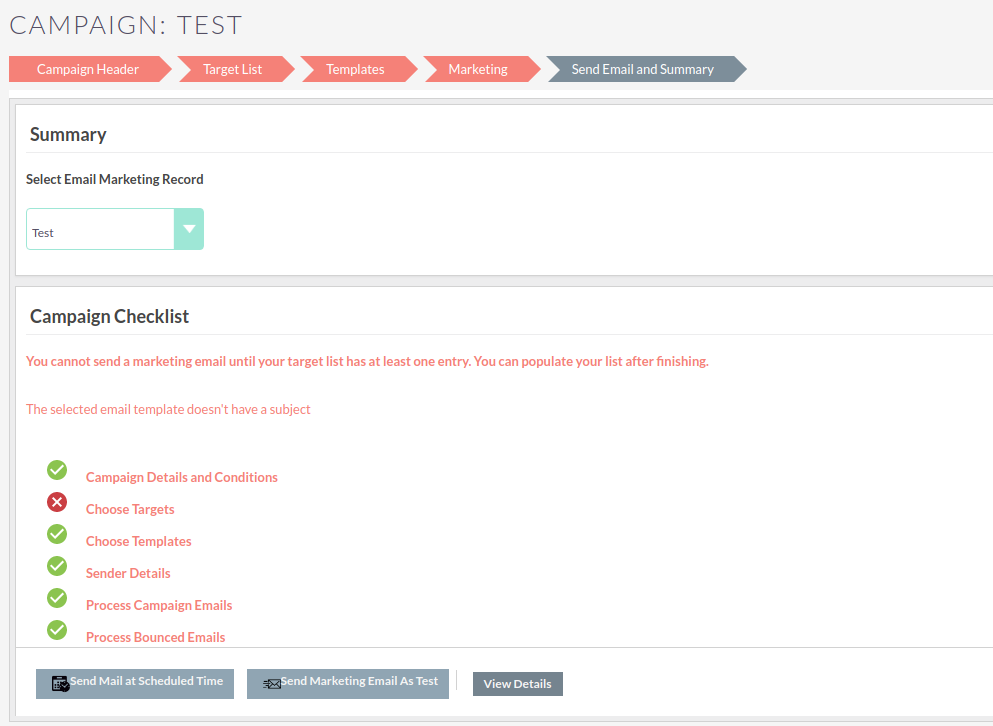 CAMPAIGN: TEST
Campaign Header Target List Templates Marketing Send Email and Summary
Summary
Select Email Marketing Record
Test
Campaign Checklist
You cannot send a marketing email until your target list has at least one entry. You can populate your list after finishing.
The selected email template doesn't have a subject
Campaign Details and Conditions
Choose Targets
Choose Templates
Sender Details
Process Campaign Emails
Process Bounced Emails
Send Mail at Scheduled Time Send Marketing Email As Test View Details